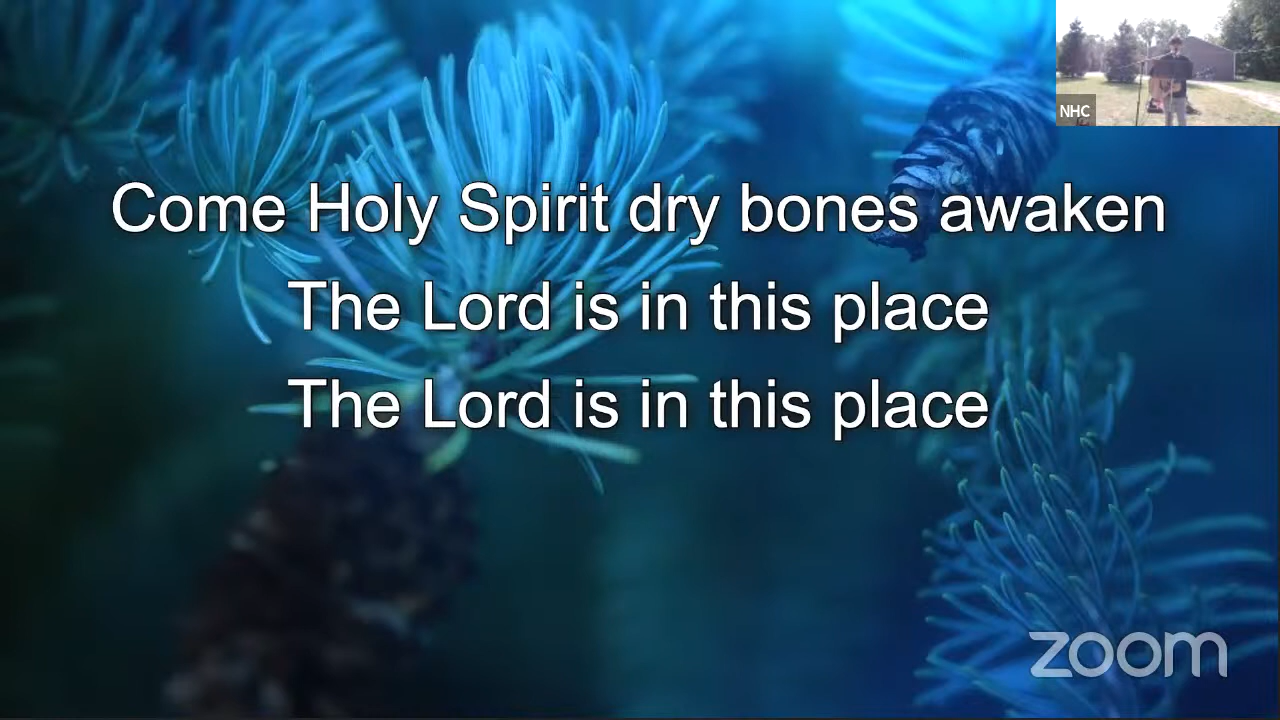 NHC
Come Holy Spirit dry bones awaken
The Lord is in this place
The Lord is in this place
zoom